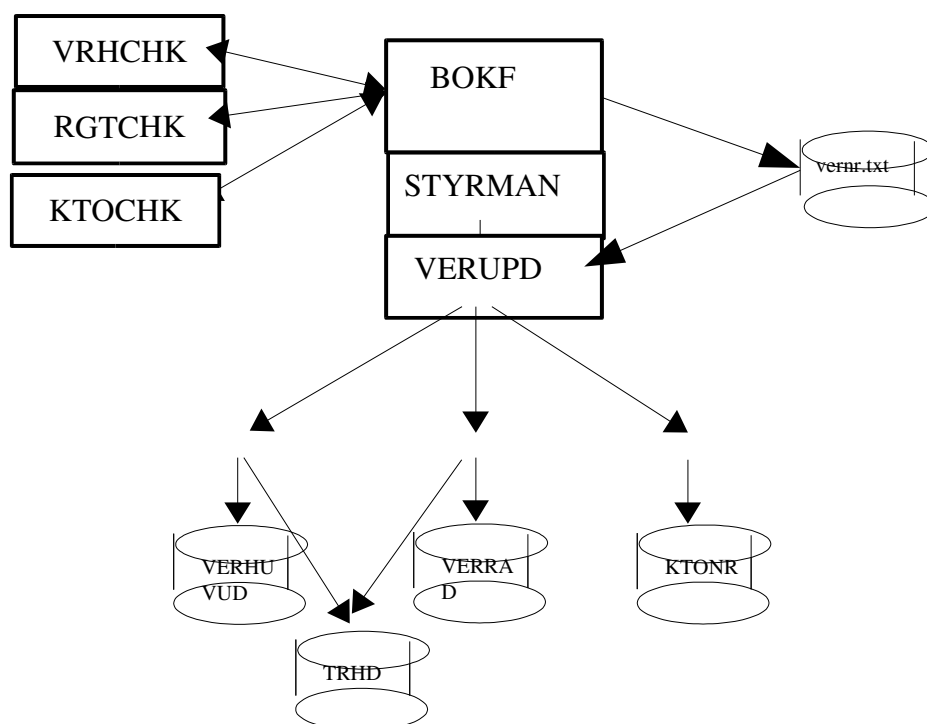 VRHCHK
BOKF
RGTCHK
vernr.txt
STYRMAN
KTOCHK
VERUPD
VERHU
VUD
VERRA
D
KTONR
TRHD